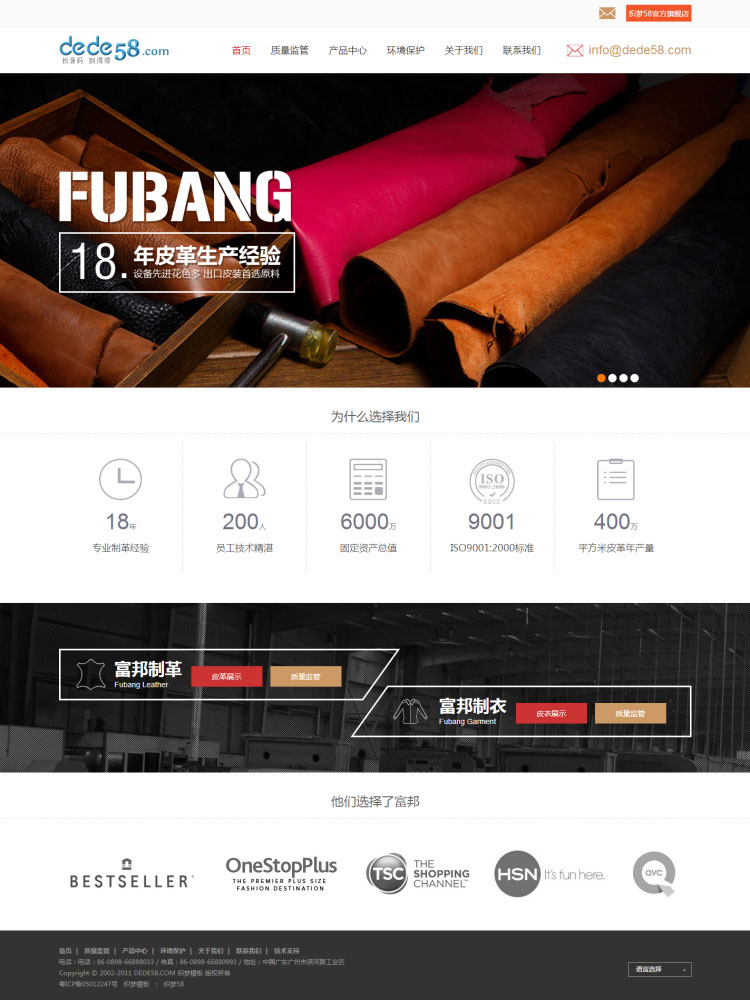 织梦58官方旗舰店
dede58.com
找源码 到得得
首页 质量监管 产品中心 环境保护 关于我们 联系我们
info@dede58.com
FUBANG
18. 年皮革生产经验
设备先进花色多 出口皮装首选原料
为什么选择我们
ISO
9001:2000
SQCC
18年 200人 6000万 9001 400万
专业制革经验 员工技术精湛 固定资产总值 ISO9001:2000标准 平方米皮革年产量
富邦制革 皮革展示 质量监管
Fubang Leather
富邦制衣 皮衣展示 质量监管
Fubang Garment
他们选择了富邦
BESTSELLER
OneStopPlus
THE PREMIER PLUS SIZE
FASHION DESTINATION
TSC THE SHOPPING CHANNEL™
HSN It's fun here.
QVC
首页 | 质量监管 | 产品中心 | 环境保护 | 关于我们 | 联系我们 | 技术支持
电话：电话：86-0898-66888033 / 传真：86-0898-66880993 / 地址：中国广东广州市滨河路工业区
Copyright © 2002-2011 DEDE58.COM 织梦模板 版权所有
粤ICP备05012247号 织梦模板 ： 织梦58
语言选择